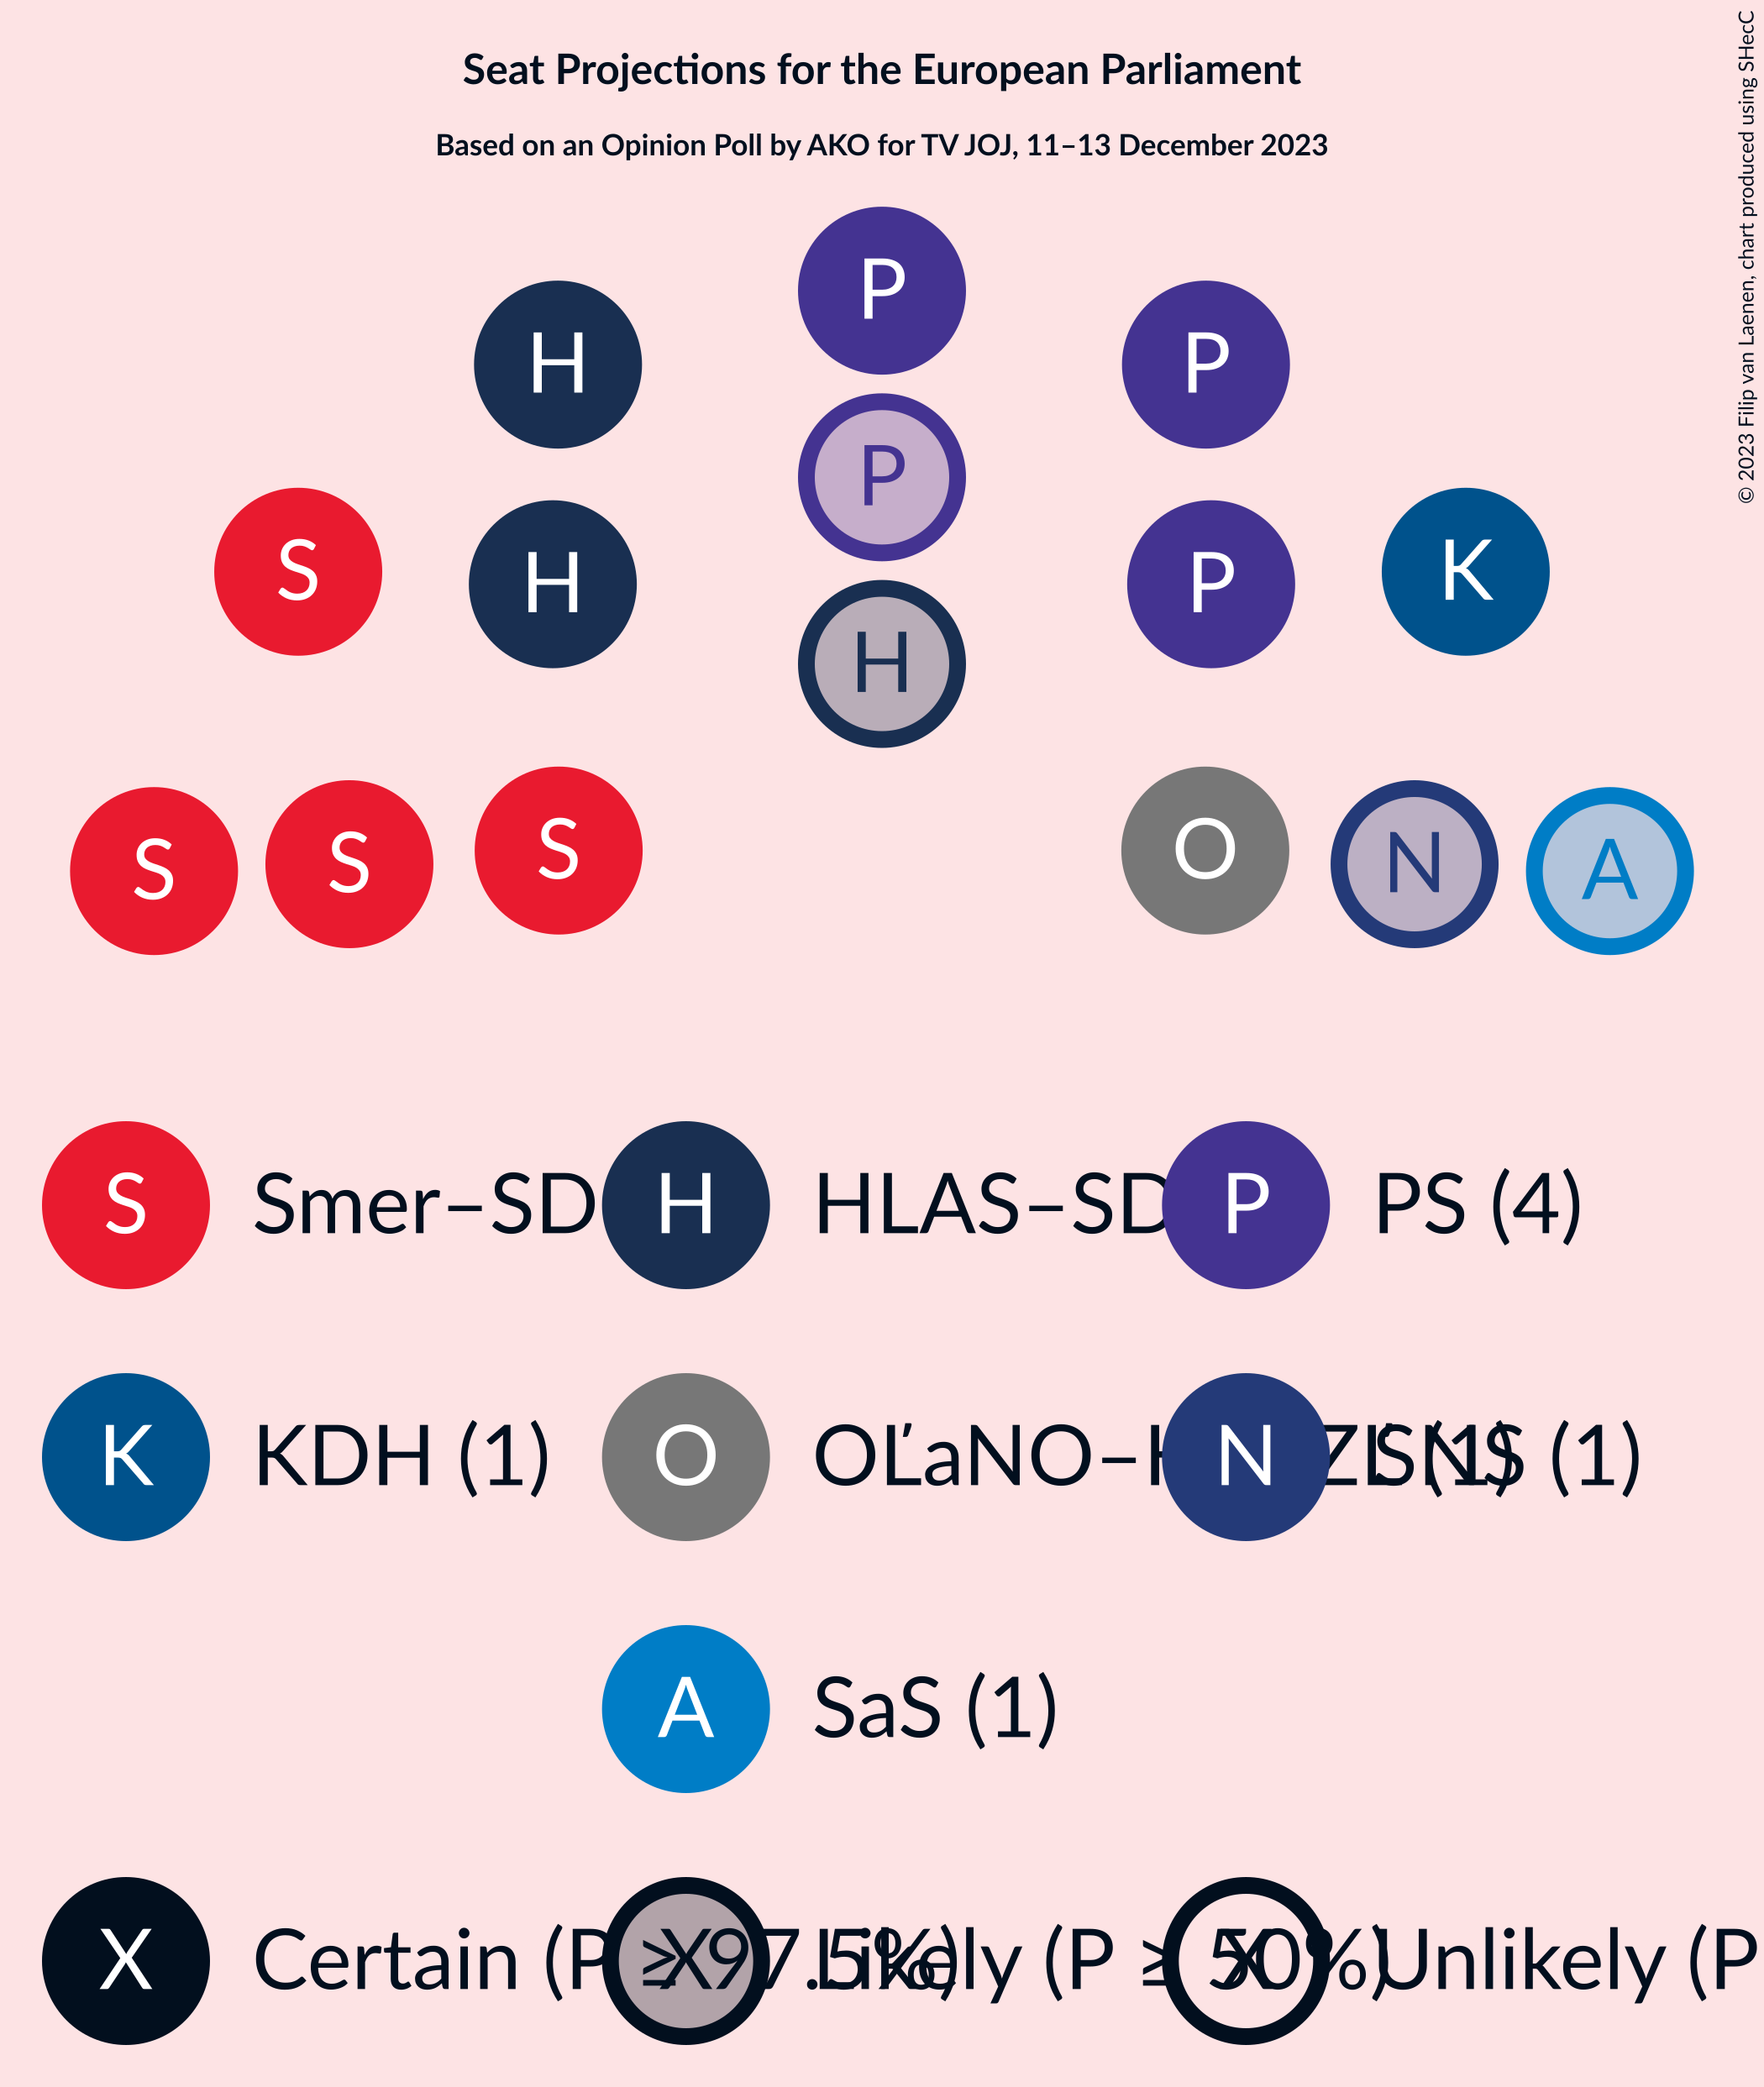 Seat Projections for the European Parliament
Based on an Opinion Poll by AKO for TV JOJ, 11–13 December 2023
© 2023 Filip van Laenen, chart produced using SHecC
P
H P
P
S H P K
H
S S S O N A
S Smer–SD H HLAS–SD P PS (4)
K KDH (1) O OĽaNO– N SNS (1)
A SaS (1)
X Certain (P ≥ 97.5%) X Likely (P ≥ 50%) X Unlikely (P